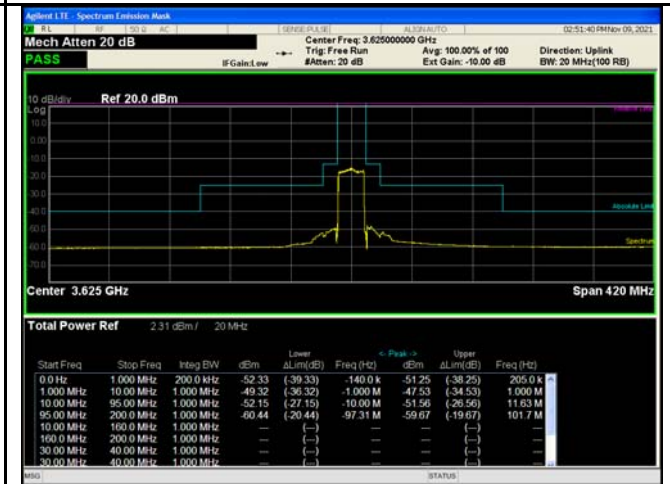 Agilent LTE - Spectrum Emission Mask
RL RF 50 Ω AC SENSE:PULSE ALIGN AUTO 02:51:40 PM Nov 09, 2021
Mech Atten 20 dB
Center Freq: 3.625000000 GHz
Trig: Free Run Avg: 100.00% of 100 Direction: Uplink
PASS IFGain:Low #Atten: 20 dB Ext Gain: -10.00 dB BW: 20 MHz(100 RB)
10 dB/div Ref 20.0 dBm
Log
10.0
0.00
10.0
20.0
30.0
40.0
Absolute Limit
50.0
60.0
Spectrum
70.0
Center 3.625 GHz Span 420 MHz
Total Power Ref 2.31 dBm / 20 MHz
Lower <- Peak -> Upper
Start Freq Stop Freq Integ BW dBm ΔLim(dB) Freq (Hz) dBm ΔLim(dB) Freq (Hz)
0.0 Hz 1.000 MHz 200.0 kHz -52.33 (-39.33) -140.0 k -51.25 (-38.25) 205.0 k
1.000 MHz 10.00 MHz 1.000 MHz -49.32 (-36.32) -1.000 M -47.53 (-34.53) 1.000 M
10.00 MHz 95.00 MHz 1.000 MHz -52.15 (-27.15) -10.00 M -51.56 (-26.56) 11.63 M
95.00 MHz 200.0 MHz 1.000 MHz -60.44 (-20.44) -97.31 M -59.67 (-19.67) 101.7 M
10.00 MHz 160.0 MHz 1.000 MHz --- (---) --- (---)
160.0 MHz 200.0 MHz 1.000 MHz --- (---) --- (---)
30.00 MHz 40.00 MHz 1.000 MHz --- (---) --- (---)
30.00 MHz 40.00 MHz 1.000 MHz --- (---) --- (---)
MSG STATUS